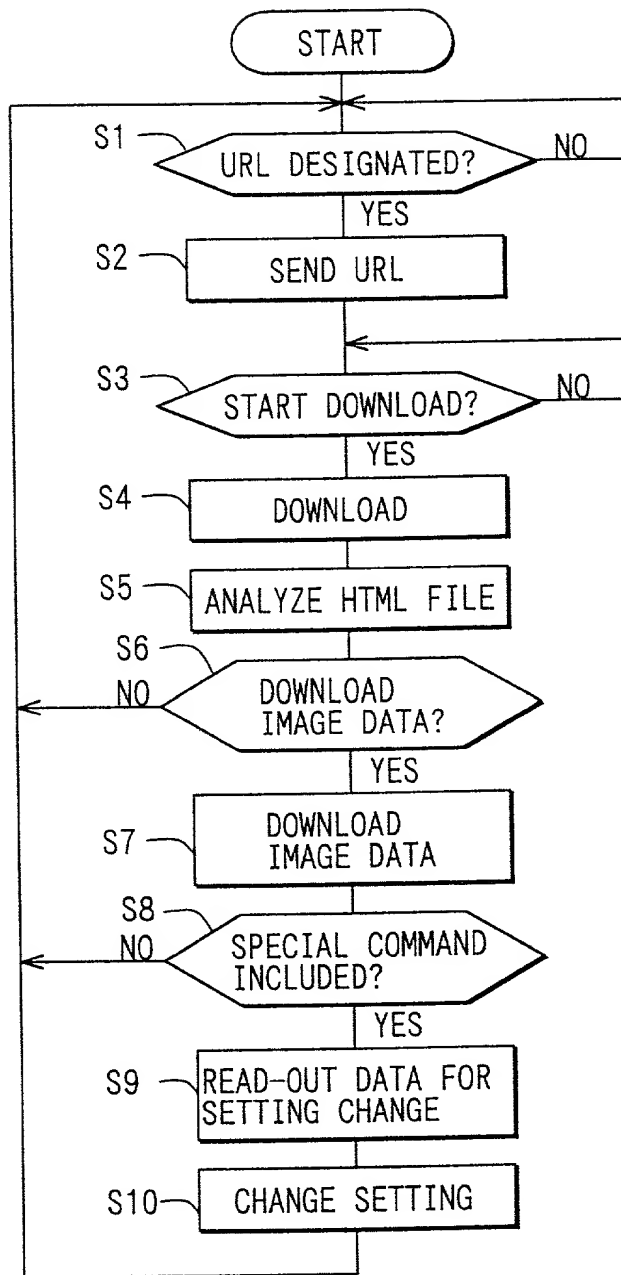 START
S1
URL DESIGNATED?
NO
YES
S2
SEND URL
S3
START DOWNLOAD?
NO
YES
S4
DOWNLOAD
S5
ANALYZE HTML FILE
S6
NO
DOWNLOAD
IMAGE DATA?
YES
S7
DOWNLOAD
IMAGE DATA
S8
NO
SPECIAL COMMAND
INCLUDED?
YES
S9
READ-OUT DATA FOR
SETTING CHANGE
S10
CHANGE SETTING